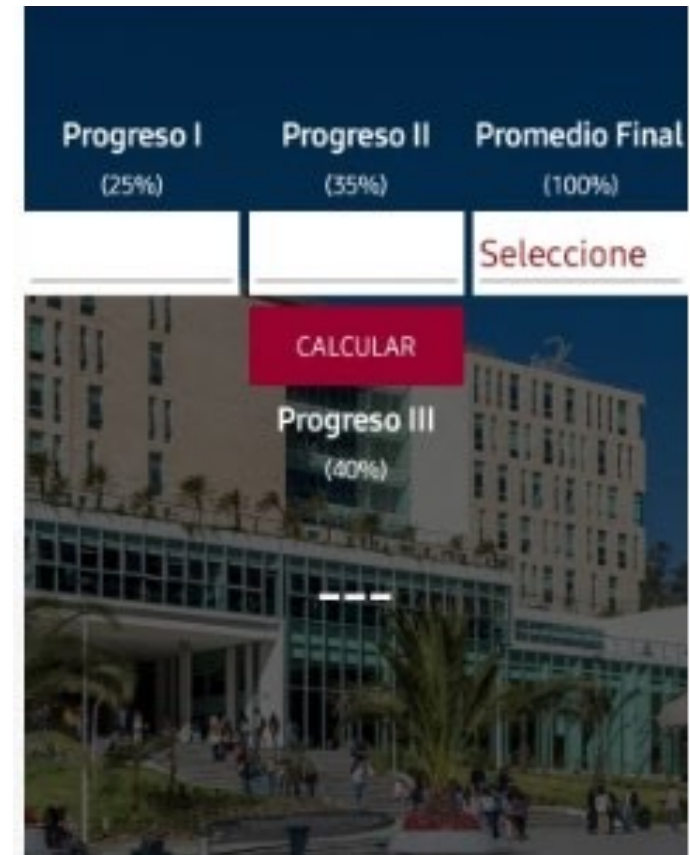 Progreso I Progreso II Promedio Final
(25%) (35%) (100%)
Seleccione
CALCULAR
Progreso III
(40%)
---